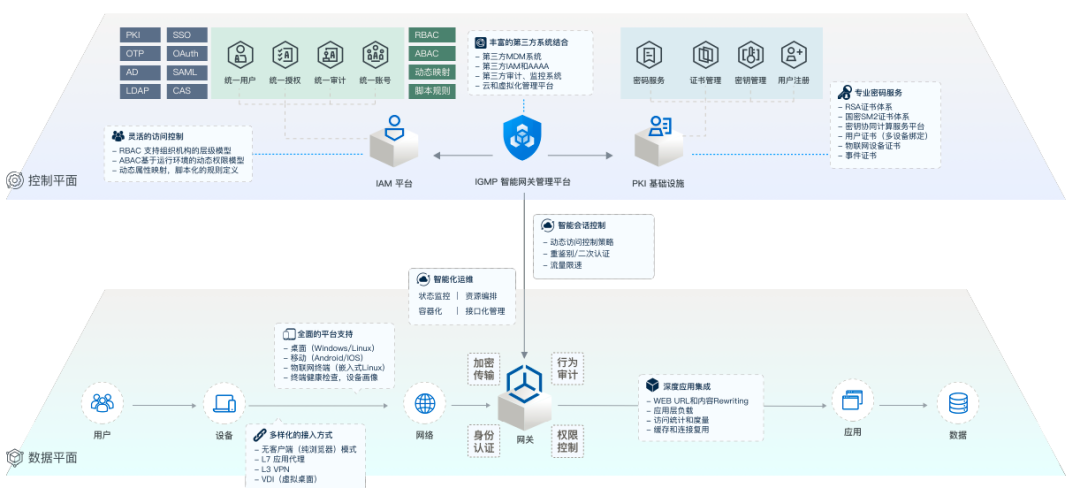 PKI
SSO
OTP
OAuth
AD
SAML
LDAP
CAS
统一用户
统一授权
统一审计
统一账号
RBAC
ABAC
动态映射
脚本规则
丰富的第三方系统结合
- 第三方MDM系统
- 第三方IAM和AAAA
- 第三方审计、监控系统
- 云和虚拟化管理平台
密码服务
证书管理
密钥管理
用户注册
专业密码服务
- RSA证书体系
- 国密SM2证书体系
- 密钥协同计算服务平台
- 用户证书（多设备绑定）
- 物联网设备证书
- 事件证书
灵活的访问控制
- RBAC 支持组织机构的层级模型
- ABAC基于运行环境的动态权限模型
- 动态属性映射，脚本化的规则定义
IAM 平台
IGMP 智能网关管理平台
PKI 基础设施
控制平面
智能会话控制
- 动态访问控制策略
- 重鉴别/二次认证
- 流量限速
智能化运维
状态监控 | 资源编排
容器化 | 接口化管理
全面的平台支持
- 桌面（Windows/Linux）
- 移动（Android/IOS）
- 物联网终端（嵌入式Linux）
- 终端健康检查，设备画像
加密
传输
行为
审计
深度应用集成
- WEB URL和内容Rewriting
- 应用层负载
- 访问统计和度量
- 缓存和连接复用
用户
设备
网络
网关
应用
数据
身份
认证
权限
控制
多样化的接入方式
- 无客户端（纯浏览器）模式
- L7 应用代理
- L3 VPN
- VDI（虚拟桌面）
数据平面